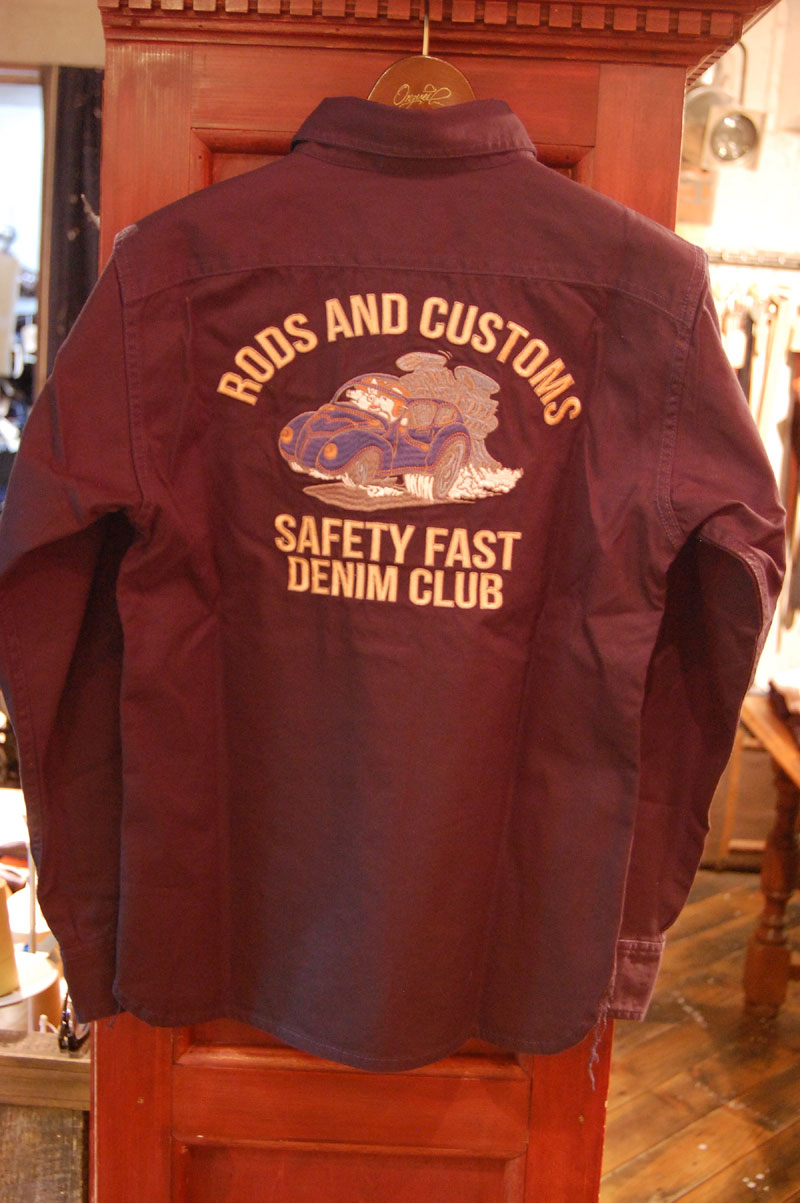 RODS AND CUSTOMS
SAFETY FAST
DENIM CLUB